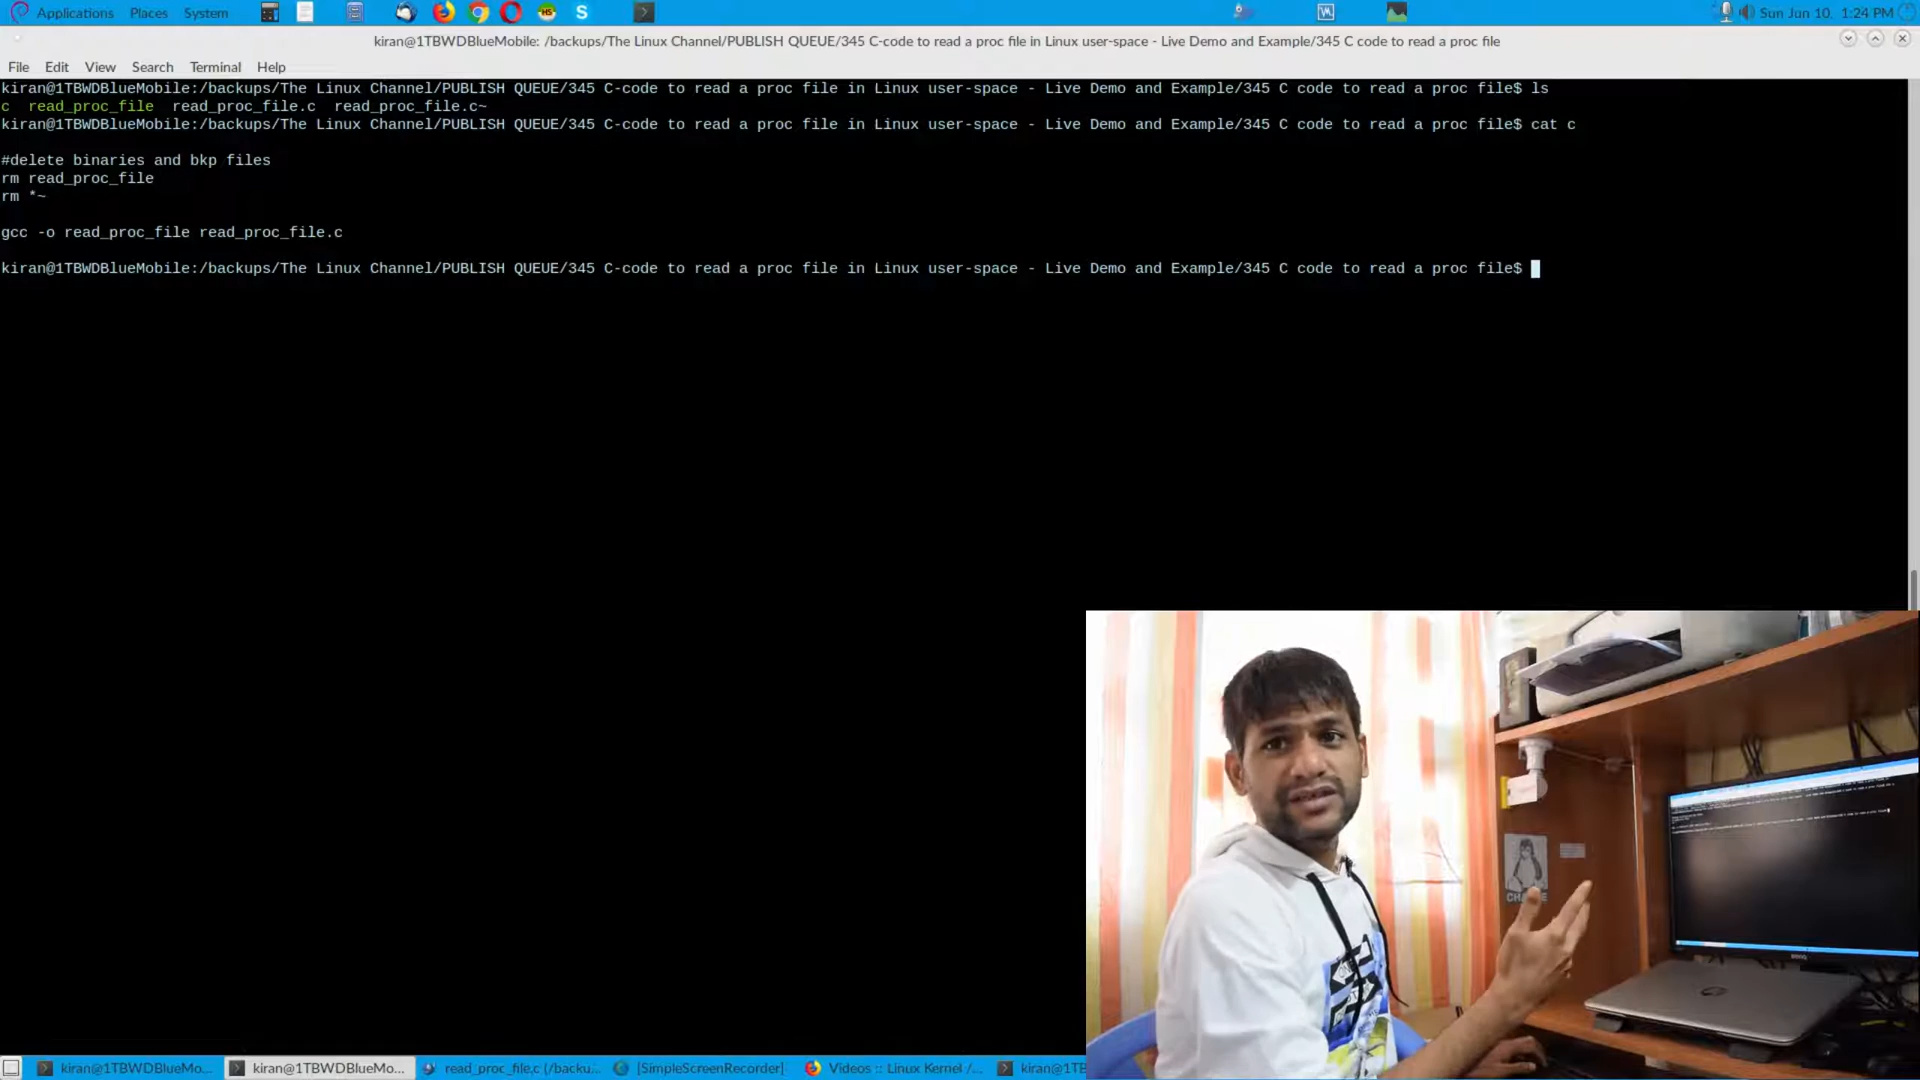 Applications Places System
Sun Jun 10, 1:24 PM
kiran@1TBWDBlueMobile: /backups/The Linux Channel/PUBLISH QUEUE/345 C-code to read a proc file in Linux user-space - Live Demo and Example/345 C code to read a proc file
File Edit View Search Terminal Help
kiran@1TBWDBlueMobile:/backups/The Linux Channel/PUBLISH QUEUE/345 C-code to read a proc file in Linux user-space - Live Demo and Example/345 C code to read a proc file$ ls
c read_proc_file read_proc_file.c read_proc_file.c~
kiran@1TBWDBlueMobile:/backups/The Linux Channel/PUBLISH QUEUE/345 C-code to read a proc file in Linux user-space - Live Demo and Example/345 C code to read a proc file$ cat c
#delete binaries and bkp files
rm read_proc_file
rm *~
gcc -o read_proc_file read_proc_file.c
kiran@1TBWDBlueMobile:/backups/The Linux Channel/PUBLISH QUEUE/345 C-code to read a proc file in Linux user-space - Live Demo and Example/345 C code to read a proc file$
kiran@1TBWDBlueMo... kiran@1TBWDBlueMo... read_proc_file.c (/backu... [SimpleScreenRecorder] Videos :: Linux Kernel /... kiran@1TB